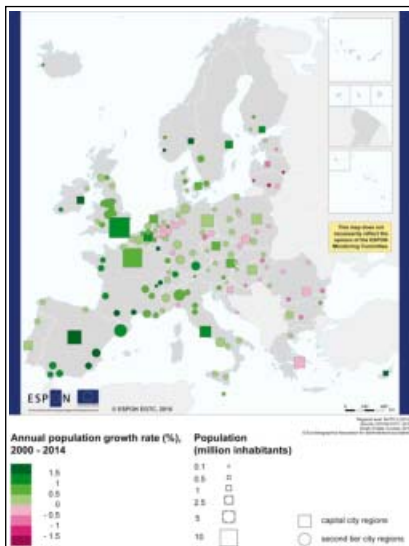 This map does not
necessarily reflect the
opinion of the ESPON
Monitoring Committee
ESPON
© ESPON EGTC, 2016
Annual population growth rate (%),
2000 - 2014
1.5
1
0.5
0
- 0.5
- 1
- 1.5
Population
(million inhabitants)
0.1
0.5
1
2.5
5
10
capital city regions
second tier city regions